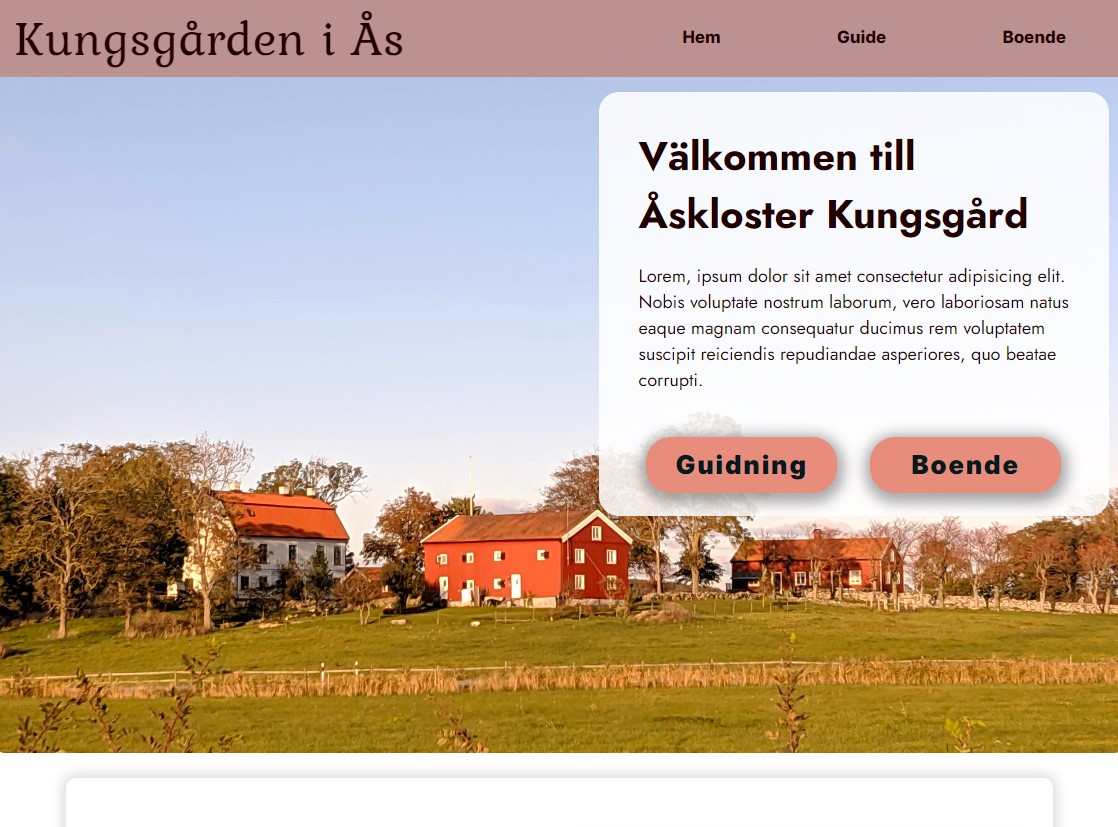 Kungsgården i Ås
Hem
Guide
Boende
Välkommen till
Åskloster Kungsgård
Lorem, ipsum dolor sit amet consectetur adipisicing elit.
Nobis voluptate nostrum laborum, vero laboriosam natus
eaque magnam consequatur ducimus rem voluptatem
suscipit reiciendis repudiandae asperiores, quo beatae
corrupti.
Guidning
Boende